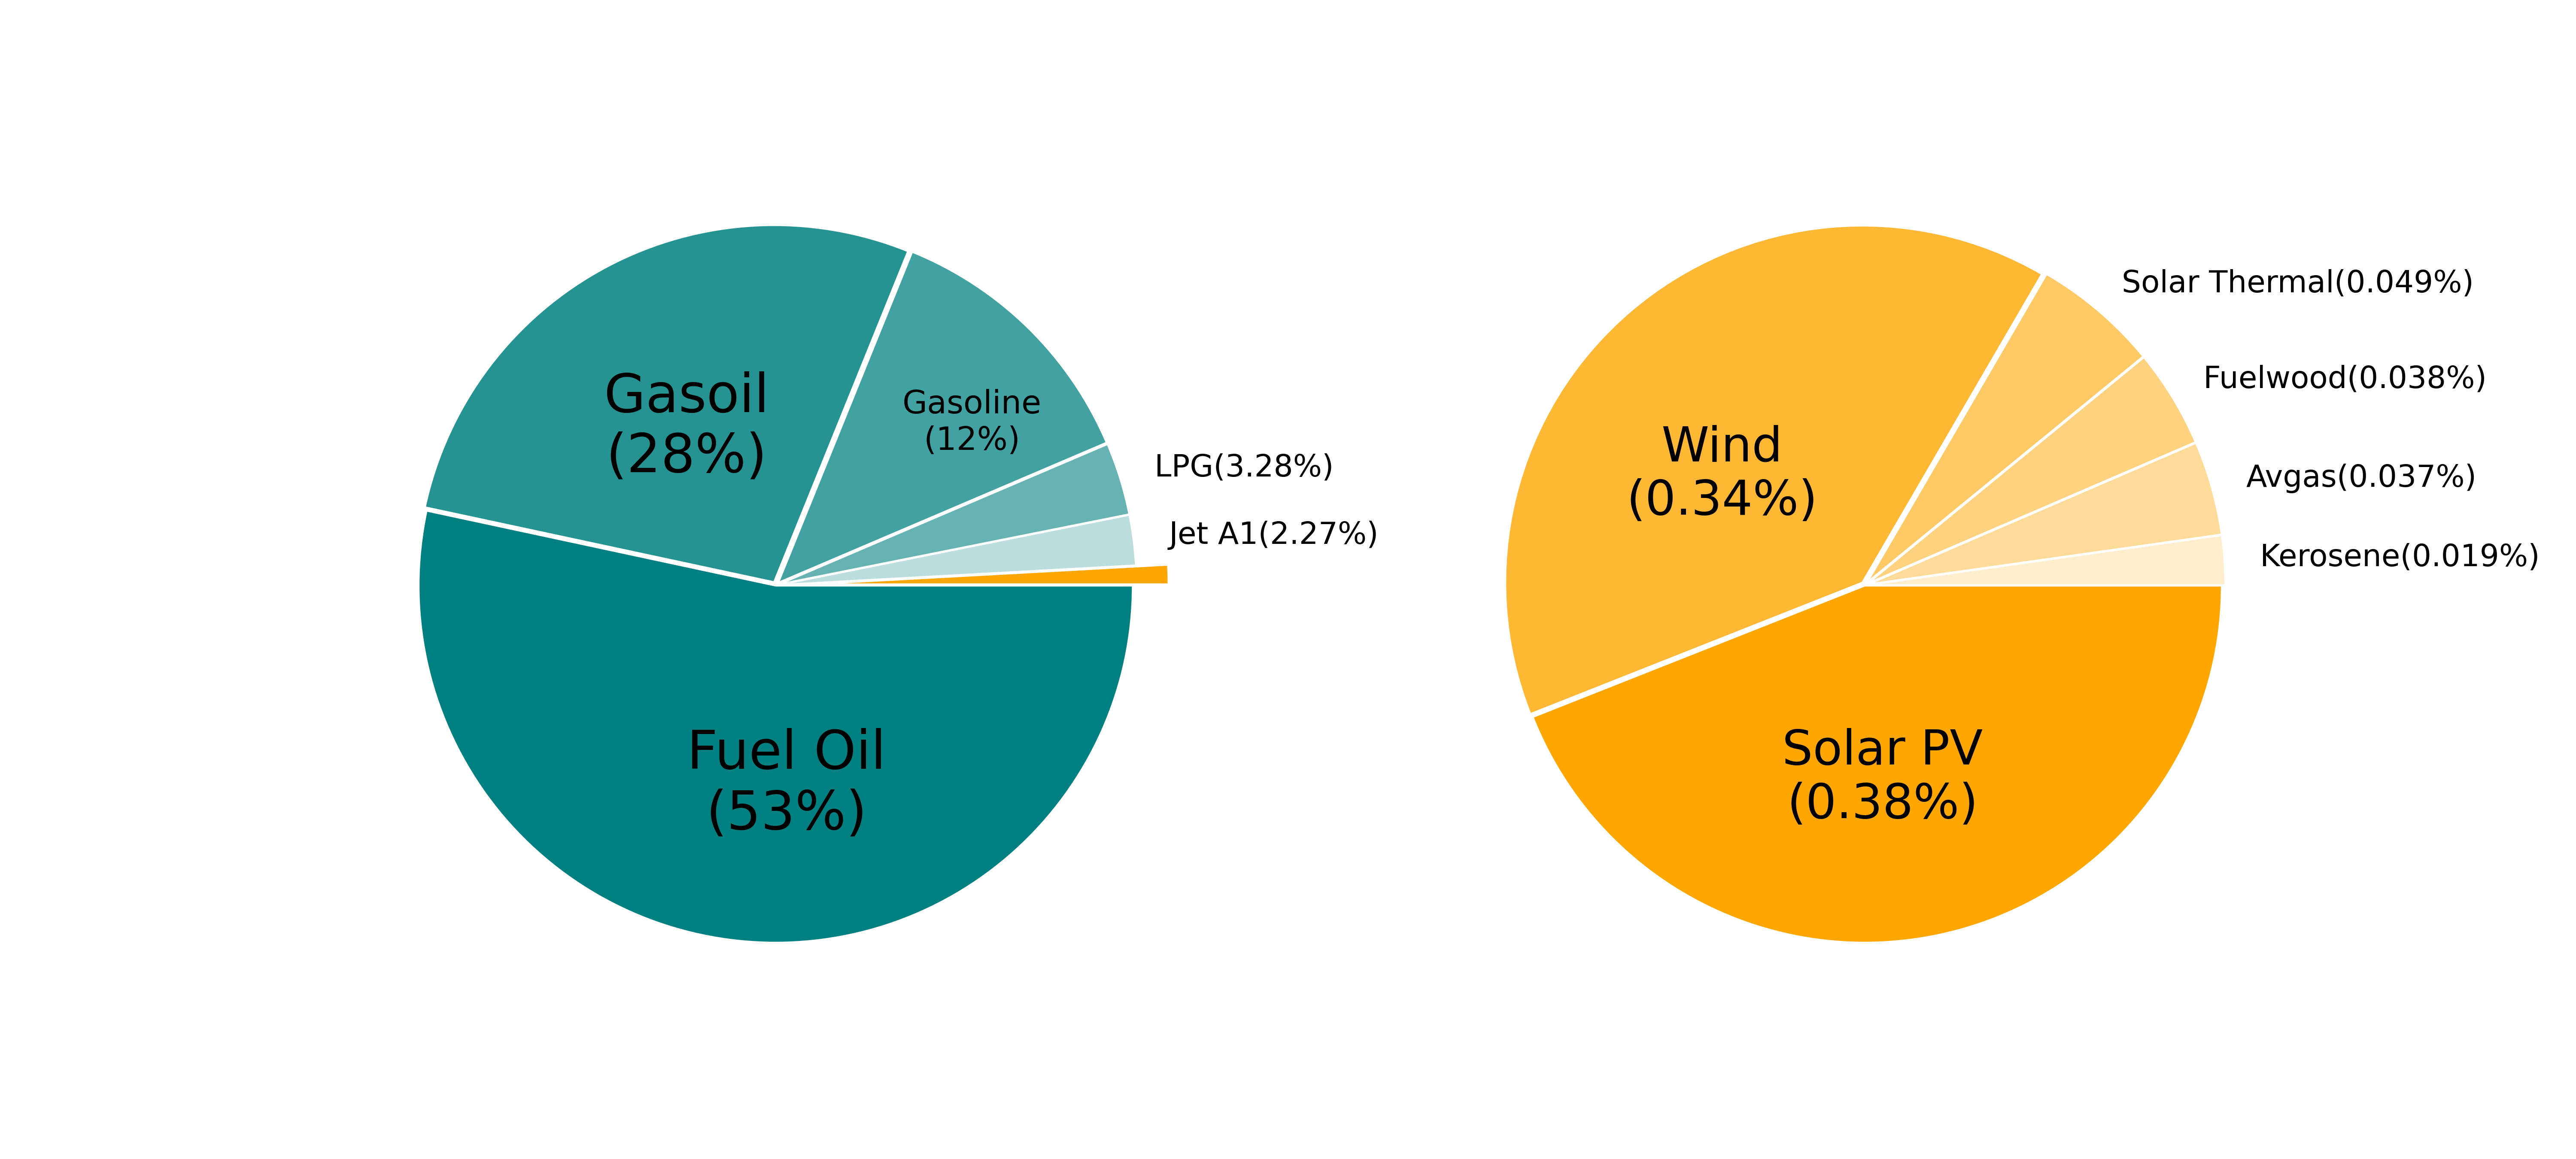 Gasoil
(28%)
Gasoline
(12%)
LPG(3.28%)
Jet A1(2.27%)
Fuel Oil
(53%)
Solar Thermal(0.049%)
Fuelwood(0.038%)
Wind
(0.34%)
Avgas(0.037%)
Kerosene(0.019%)
Solar PV
(0.38%)